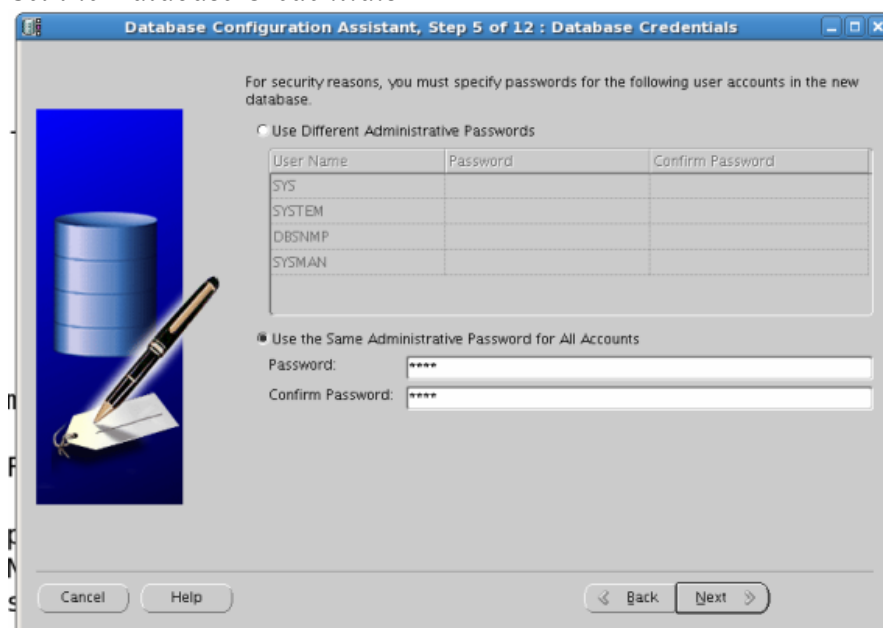 Database Configuration Assistant, Step 5 of 12 : Database Credentials
For security reasons, you must specify passwords for the following user accounts in the new
database.
Use Different Administrative Passwords
User Name Password Confirm Password
SYS
SYSTEM
DBSNMP
SYSMAN
Use the Same Administrative Password for All Accounts
Password: ****
Confirm Password: ****
Cancel Help Back Next